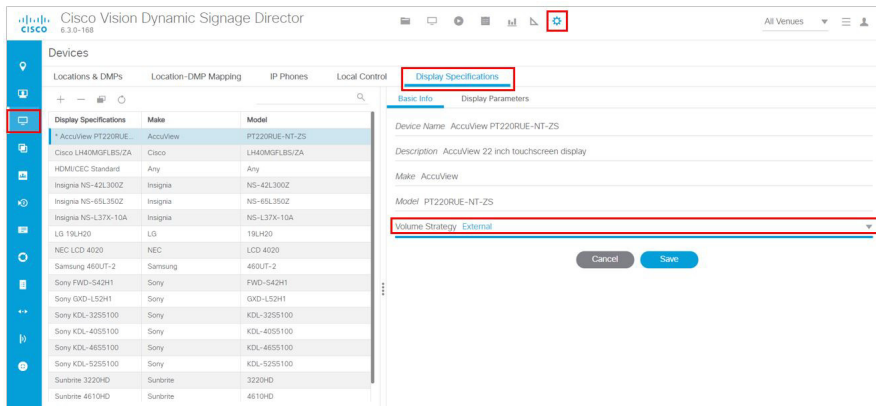 Cisco Vision Dynamic Signage Director
6.3.0-168
CISCO
All Venues
Devices
Locations & DMPs Location-DMP Mapping IP Phones Local Control Display Specifications
Display Specifications Make Model
* AccuView PT220RUE... AccuView PT220RUE-NT-ZS
Cisco LH40MGFLBS/ZA Cisco LH40MGFLBS/ZA
HDMI/CEC Standard Any Any
Insignia NS-42L300Z Insignia NS-42L300Z
Insignia NS-65L350Z Insignia NS-65L350Z
Insignia NS-L37X-10A Insignia NS-L37X-10A
LG 19LH20 LG 19LH20
NEC LCD 4020 NEC LCD 4020
Samsung 460UT-2 Samsung 460UT-2
Sony FWD-S42H1 Sony FWD-S42H1
Sony GXD-L52H1 Sony GXD-L52H1
Sony KDL-32S5100 Sony KDL-32S5100
Sony KDL-40S5100 Sony KDL-40S5100
Sony KDL-46S5100 Sony KDL-46S5100
Sony KDL-52S5100 Sony KDL-52S5100
Sunbrite 3220HD Sunbrite 3220HD
Sunbrite 4610HD Sunbrite 4610HD
Basic Info Display Parameters
Device Name AccuView PT220RUE-NT-ZS
Description AccuView 22 inch touchscreen display
Make AccuView
Model PT220RUE-NT-ZS
Volume Strategy External
Cancel Save